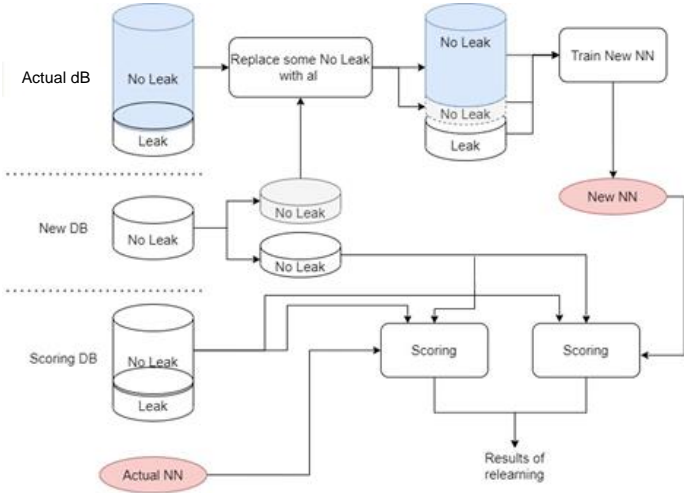 Actual dB
No Leak
Leak
Replace some No Leak
with al
No Leak
No Leak
Leak
Train New NN
New NN
New DB
No Leak
No Leak
No Leak
Scoring DB
No Leak
Leak
Scoring
Scoring
Actual NN
Results of
relearning